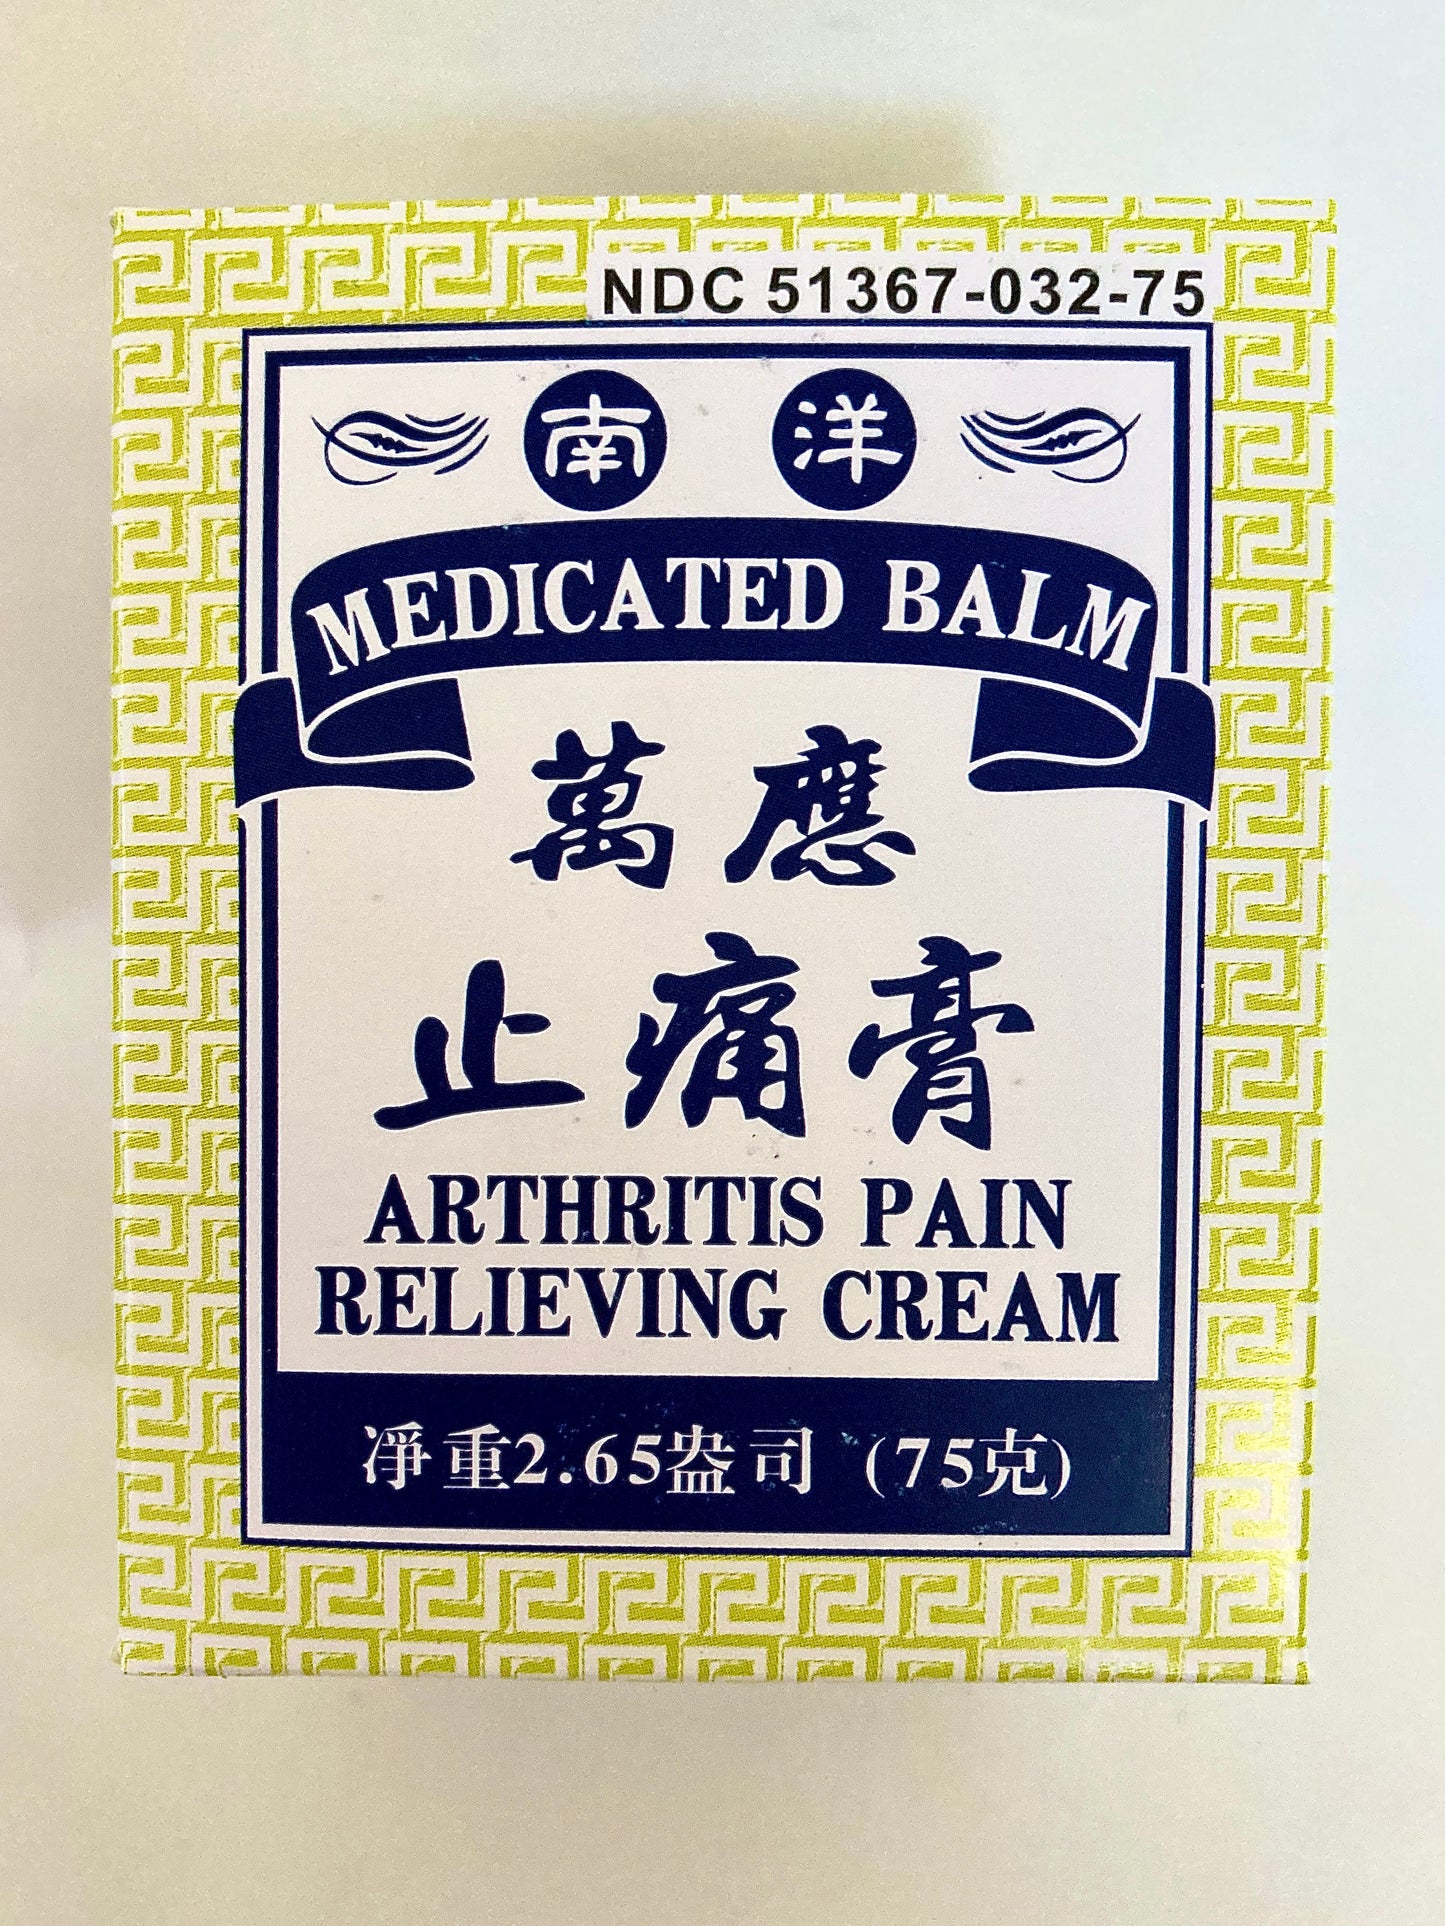 NDC 51367-032-75
南 洋
MEDICATED BALM
萬應
止痛膏
ARTHRITIS PAIN
RELIEVING CREAM
淨重2.65盎司 (75克)